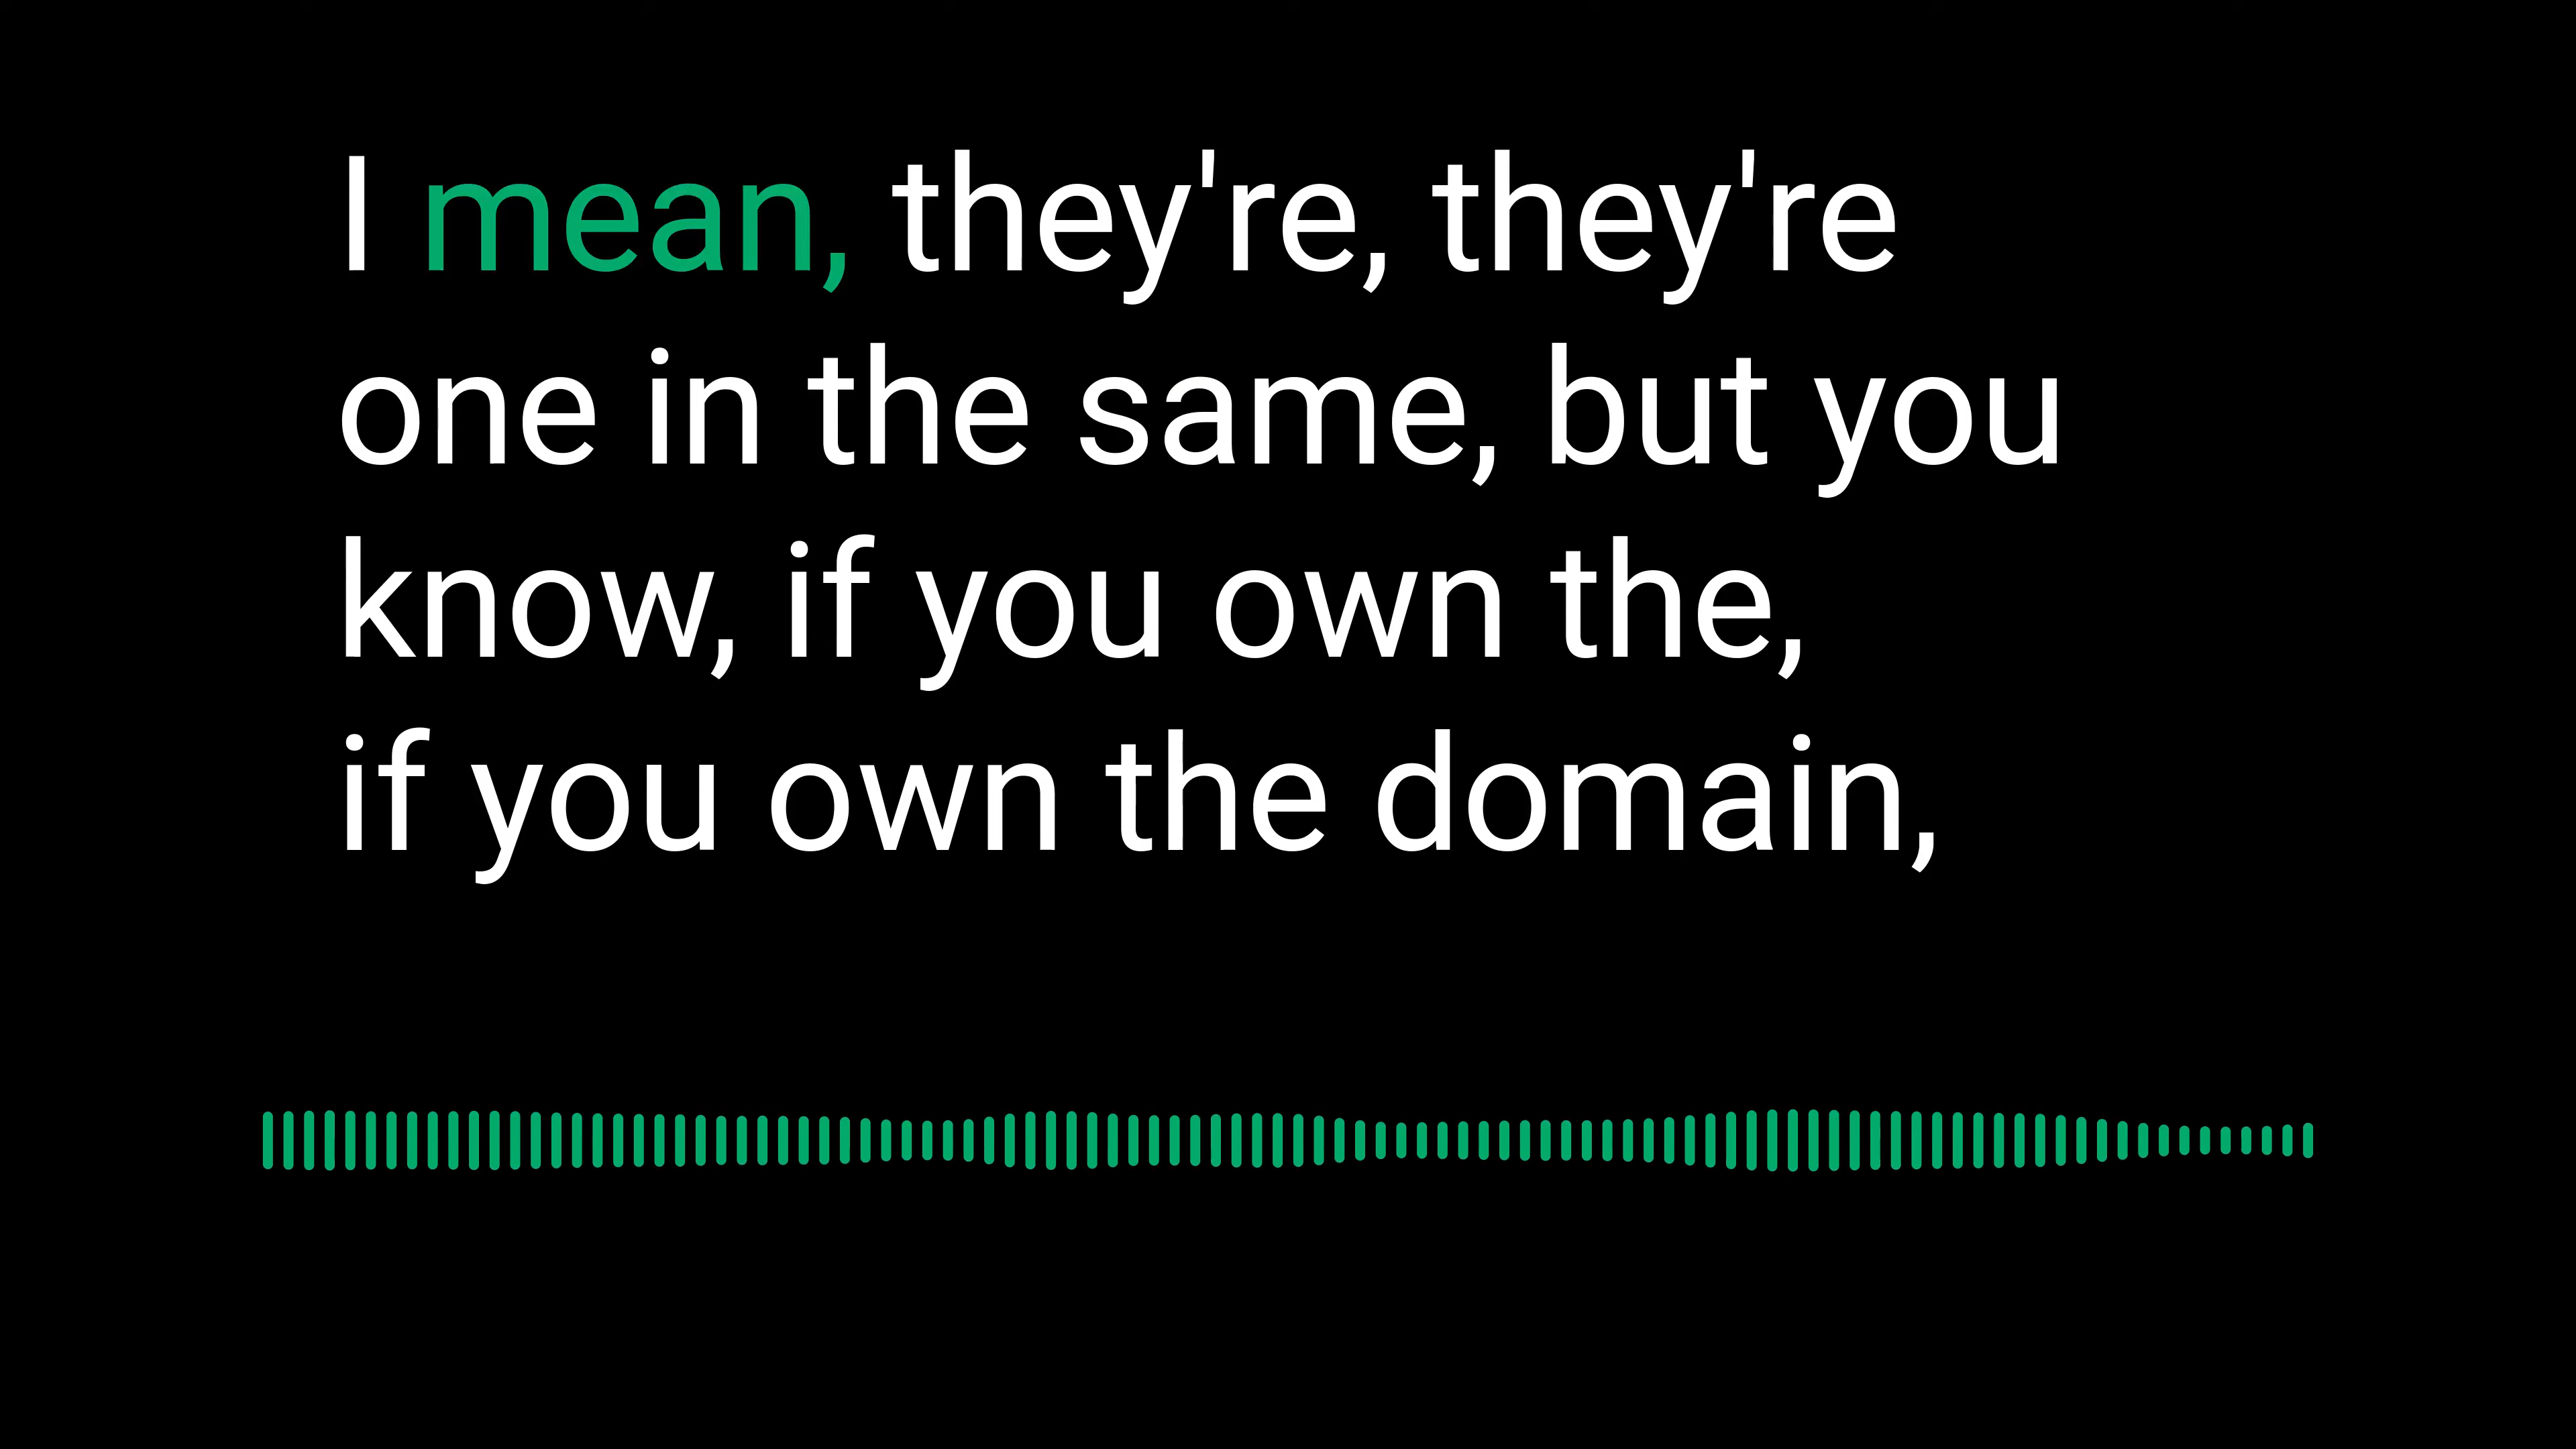 I mean, they're, they're
one in the same, but you
know, if you own the,
if you own the domain,